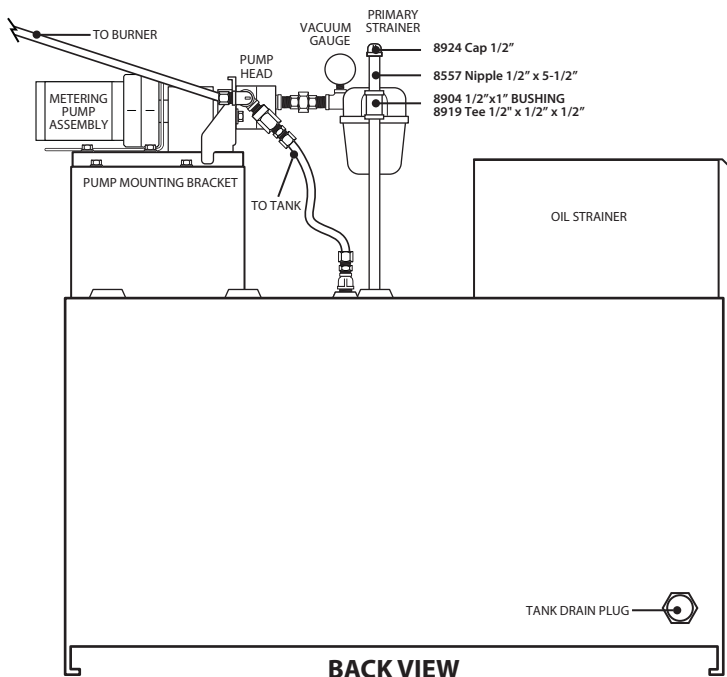 TO BURNER
VACUUM
GAUGE
PRIMARY
STRAINER
8924 Cap 1/2”
8557 Nipple 1/2” x 5-1/2”
8904 1/2”x1” BUSHING
8919 Tee 1/2" x 1/2" x 1/2”
PUMP
HEAD
METERING
PUMP
ASSEMBLY
PUMP MOUNTING BRACKET
TO TANK
OIL STRAINER
TANK DRAIN PLUG
BACK VIEW